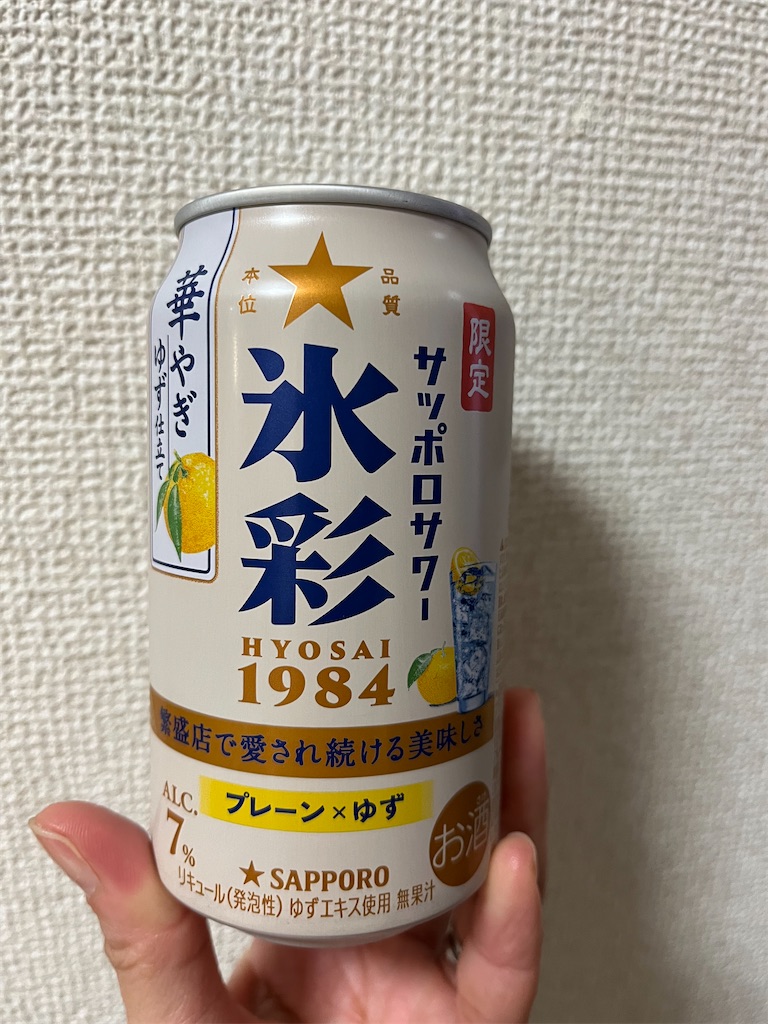 本位
品質
限定
華やぎ
ゆず仕立て
サッポロサワー
氷彩
HYOSAI
1984
繁盛店で愛され続ける美味しさ
プレーン×ゆず
ALC.
7%
お酒
★SAPPORO
リキュール(発泡性) ゆずエキス使用 無果汁